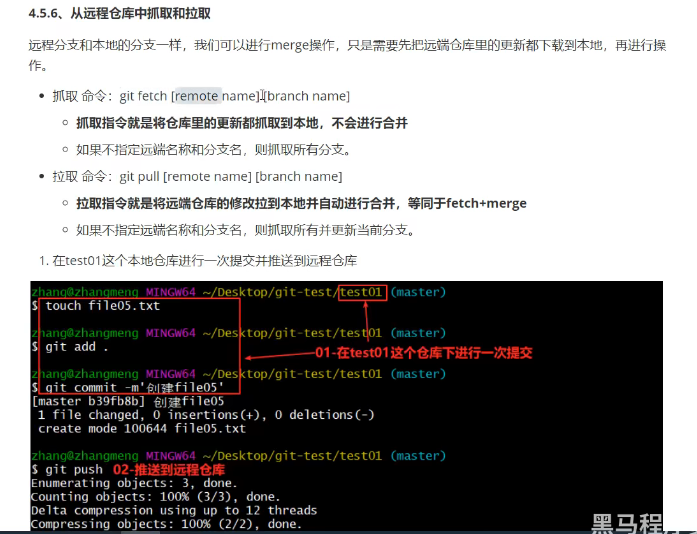 4.5.6、从远程仓库中抓取和拉取
远程分支和本地的分支一样，我们可以进行merge操作，只是需要先把远端仓库里的更新都下载到本地，再进行操
作。
• 抓取 命令：git fetch [remote name] [branch name]
○ 抓取指令就是将仓库里的更新都抓取到本地，不会进行合并
○ 如果不指定远端名称和分支名，则抓取所有分支。
• 拉取 命令：git pull [remote name] [branch name]
○ 拉取指令就是将远端仓库的修改拉到本地并自动进行合并，等同于fetch+merge
○ 如果不指定远端名称和分支名，则抓取所有并更新当前分支。
1. 在test01这个本地仓库进行一次提交并推送到远程仓库
zhang@zhangmeng MINGW64 ~/Desktop/git-test/test01 (master)
$ touch file05.txt
zhang@zhangmeng MINGW64 ~/Desktop/git-test/test01 (master)
$ git add .
01-在test01这个仓库下进行一次提交
zhang@zhangmeng MINGW64 ~/Desktop/git-test/test01 (master)
$ git commit -m'创建file05'
[master b39fb8b] 创建file05
1 file changed, 0 insertions(+), 0 deletions(-)
create mode 100644 file05.txt
zhang@zhangmeng MINGW64 ~/Desktop/git-test/test01 (master)
$ git push 02-推送到远程仓库
Enumerating objects: 3, done.
Counting objects: 100% (3/3), done.
Delta compression using up to 12 threads
Compressing objects: 100% (2/2), done.
黑马程